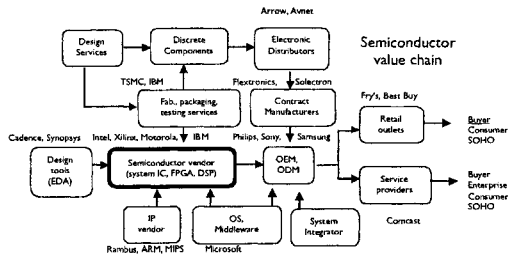 Arrow, Avnet
Design
Services
Discrete
Components
Electronic
Distributors
Semiconductor
value chain
TSMC, IBM
Flextronics,
Solectron
Fab., packaging,
testing services
Contract
Manufacturers
Fry's, Best Buy
Retail
outlets
Buyer
Consumer
SOHO
Cadence, Synopsys
Intel, Xilinx, Motorola,
IBM
Philips, Sony,
Samsung
Design
tools
(EDA)
Semiconductor vendor
(system IC, FPGA, DSP)
OEM,
ODM
Service
providers
Buyer
Enterprise
Consumer
SOHO
IP
vendor
OS,
Middleware
System
Integrator
Comcast
Rambus, ARM, MIPS
Microsoft